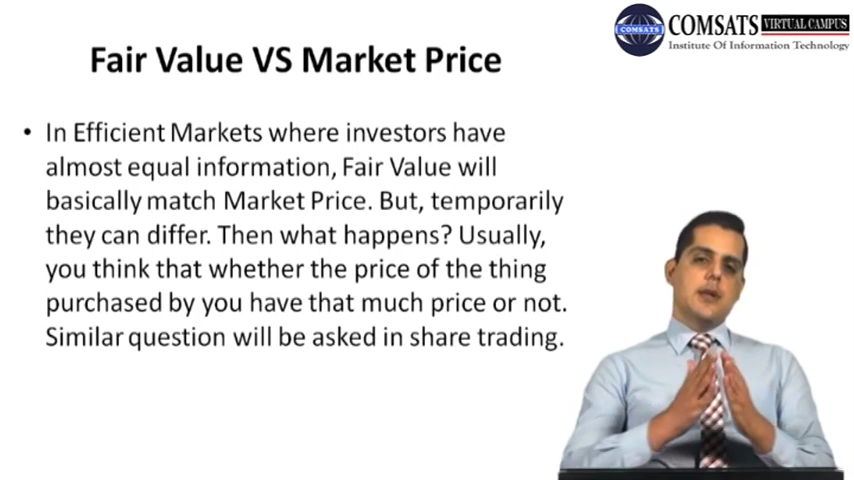 COMSATS
COMSATS VIRTUAL CAMPUS
Institute Of Information Technology
Fair Value VS Market Price
• In Efficient Markets where investors have
almost equal information, Fair Value will
basically match Market Price. But, temporarily
they can differ. Then what happens? Usually,
you think that whether the price of the thing
purchased by you have that much price or not.
Similar question will be asked in share trading.